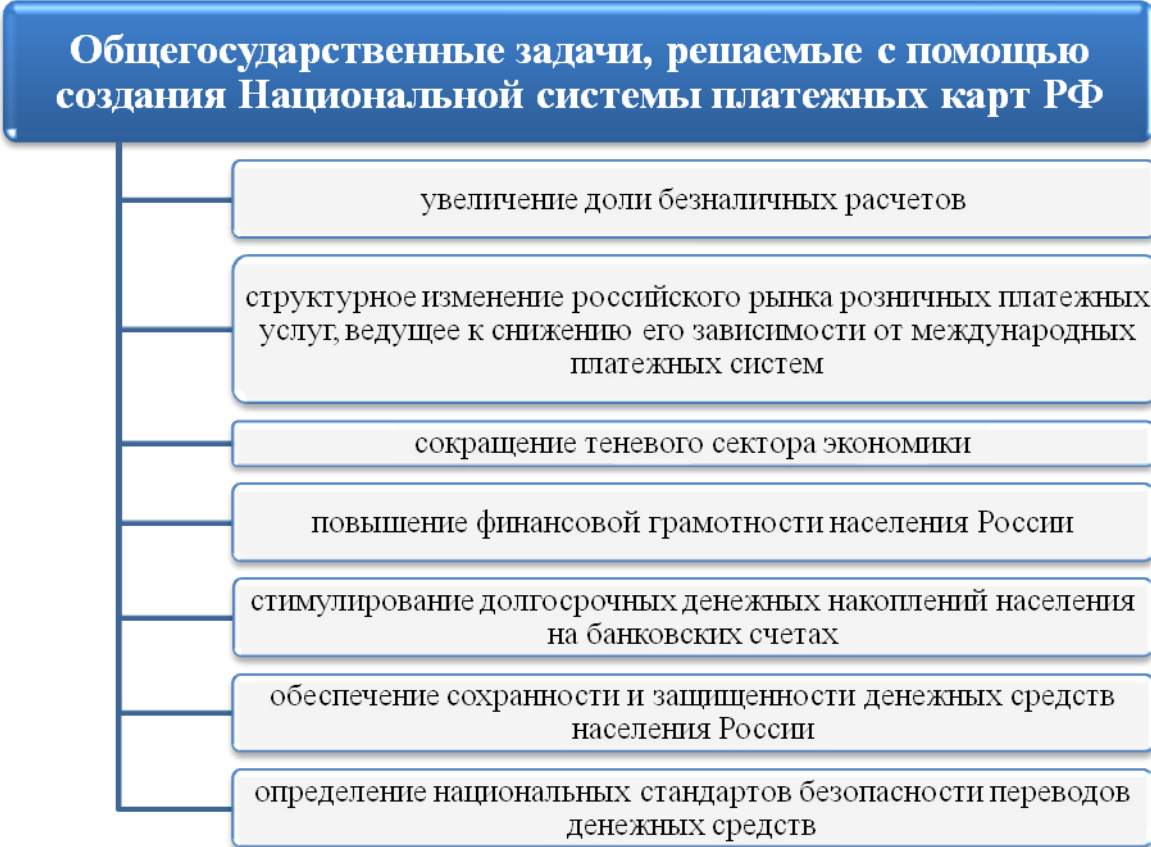 Общегосударственные задачи, решаемые с помощью
создания Национальной системы платежных карт РФ
увеличение доли безналичных расчетов
структурное изменение российского рынка розничных платежных
услуг, ведущее к снижению его зависимости от международных
платежных систем
сокращение теневого сектора экономики
повышение финансовой грамотности населения России
стимулирование долгосрочных денежных накоплений населения
на банковских счетах
обеспечение сохранности и защищенности денежных средств
населения России
определение национальных стандартов безопасности переводов
денежных средств